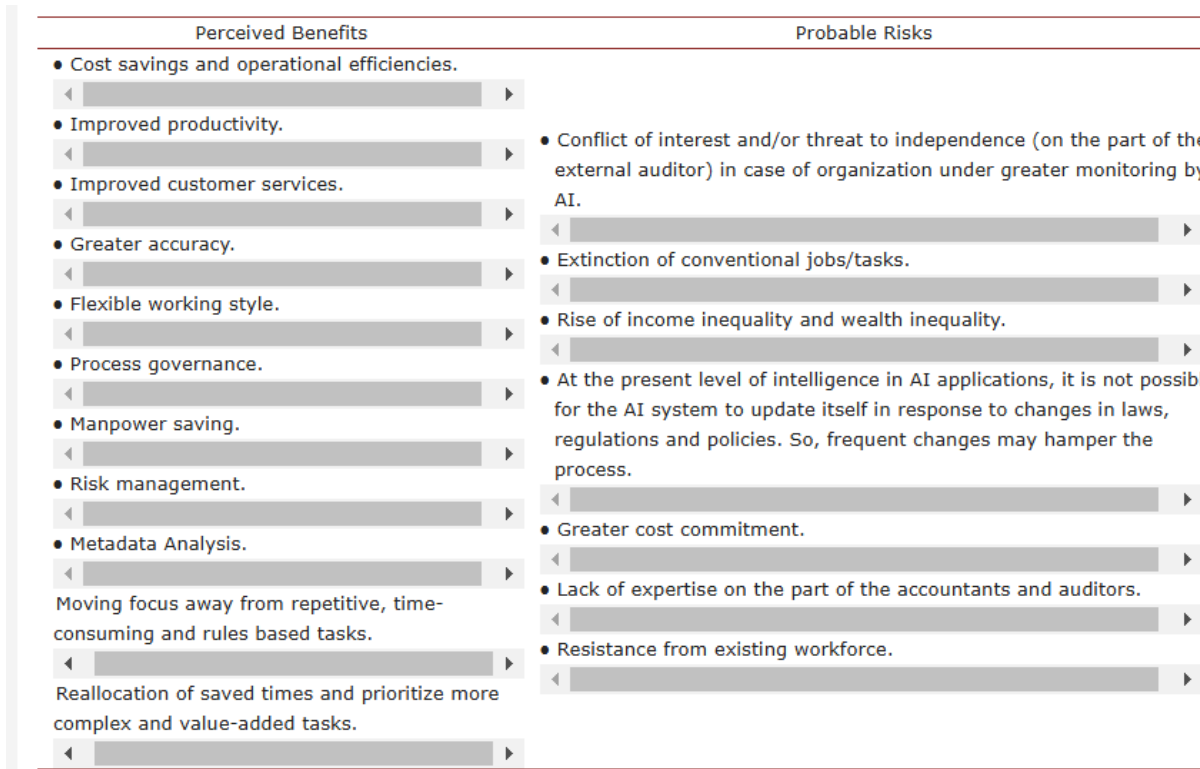 Perceived Benefits
Probable Risks
• Cost savings and operational efficiencies.
• Improved productivity.
• Improved customer services.
• Greater accuracy.
• Flexible working style.
• Process governance.
• Manpower saving.
• Risk management.
• Metadata Analysis.
Moving focus away from repetitive, time-
consuming and rules based tasks.
Reallocation of saved times and prioritize more
complex and value-added tasks.
• Conflict of interest and/or threat to independence (on the part of the
external auditor) in case of organization under greater monitoring by
AI.
• Extinction of conventional jobs/tasks.
• Rise of income inequality and wealth inequality.
• At the present level of intelligence in AI applications, it is not possibl
for the AI system to update itself in response to changes in laws,
regulations and policies. So, frequent changes may hamper the
process.
• Greater cost commitment.
• Lack of expertise on the part of the accountants and auditors.
• Resistance from existing workforce.